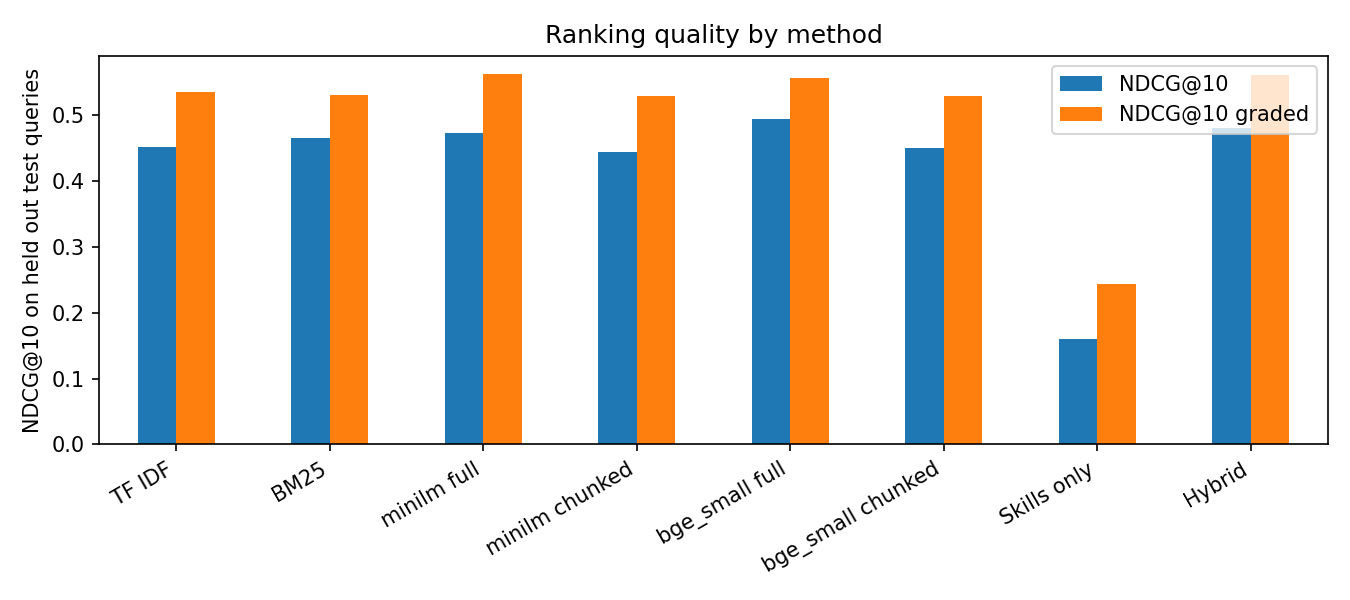 Ranking quality by method
NDCG@10 on held out test queries
0.5
0.4
0.3
0.2
0.1
0.0
NDCG@10
NDCG@10 graded
TF IDF
BM25
minilm full
minilm chunked
bge_small full
bge_small chunked
Skills only
Hybrid